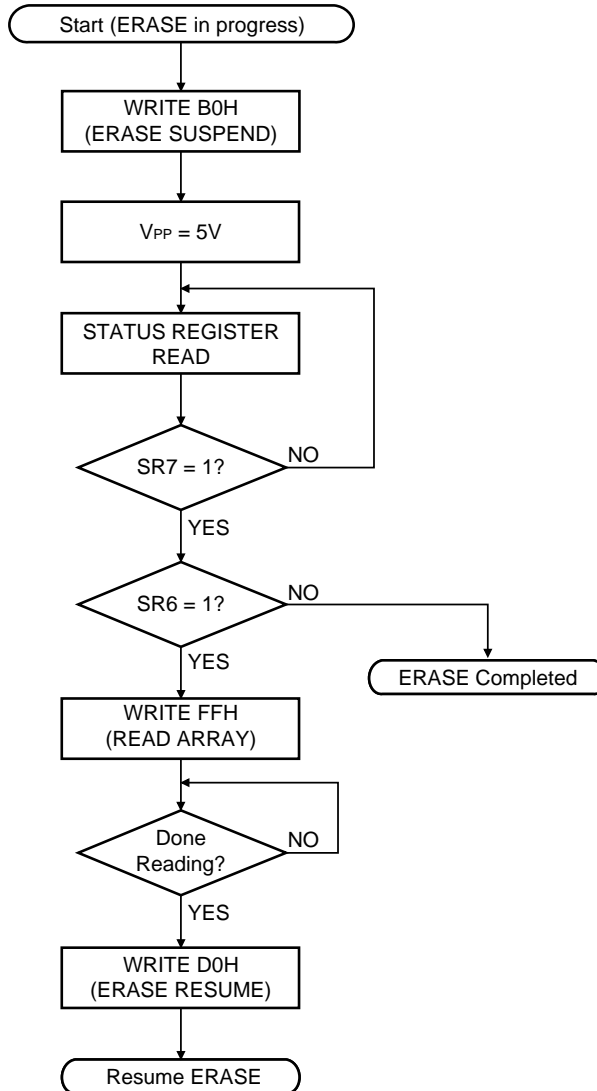 Start (ERASE in progress)
WRITE B0H
(ERASE SUSPEND)
VPP = 5V
STATUS REGISTER
READ
SR7 = 1?
NO
YES
SR6 = 1?
NO
YES
ERASE Completed
WRITE FFH
(READ ARRAY)
Done
Reading?
NO
YES
WRITE D0H
(ERASE RESUME)
Resume ERASE